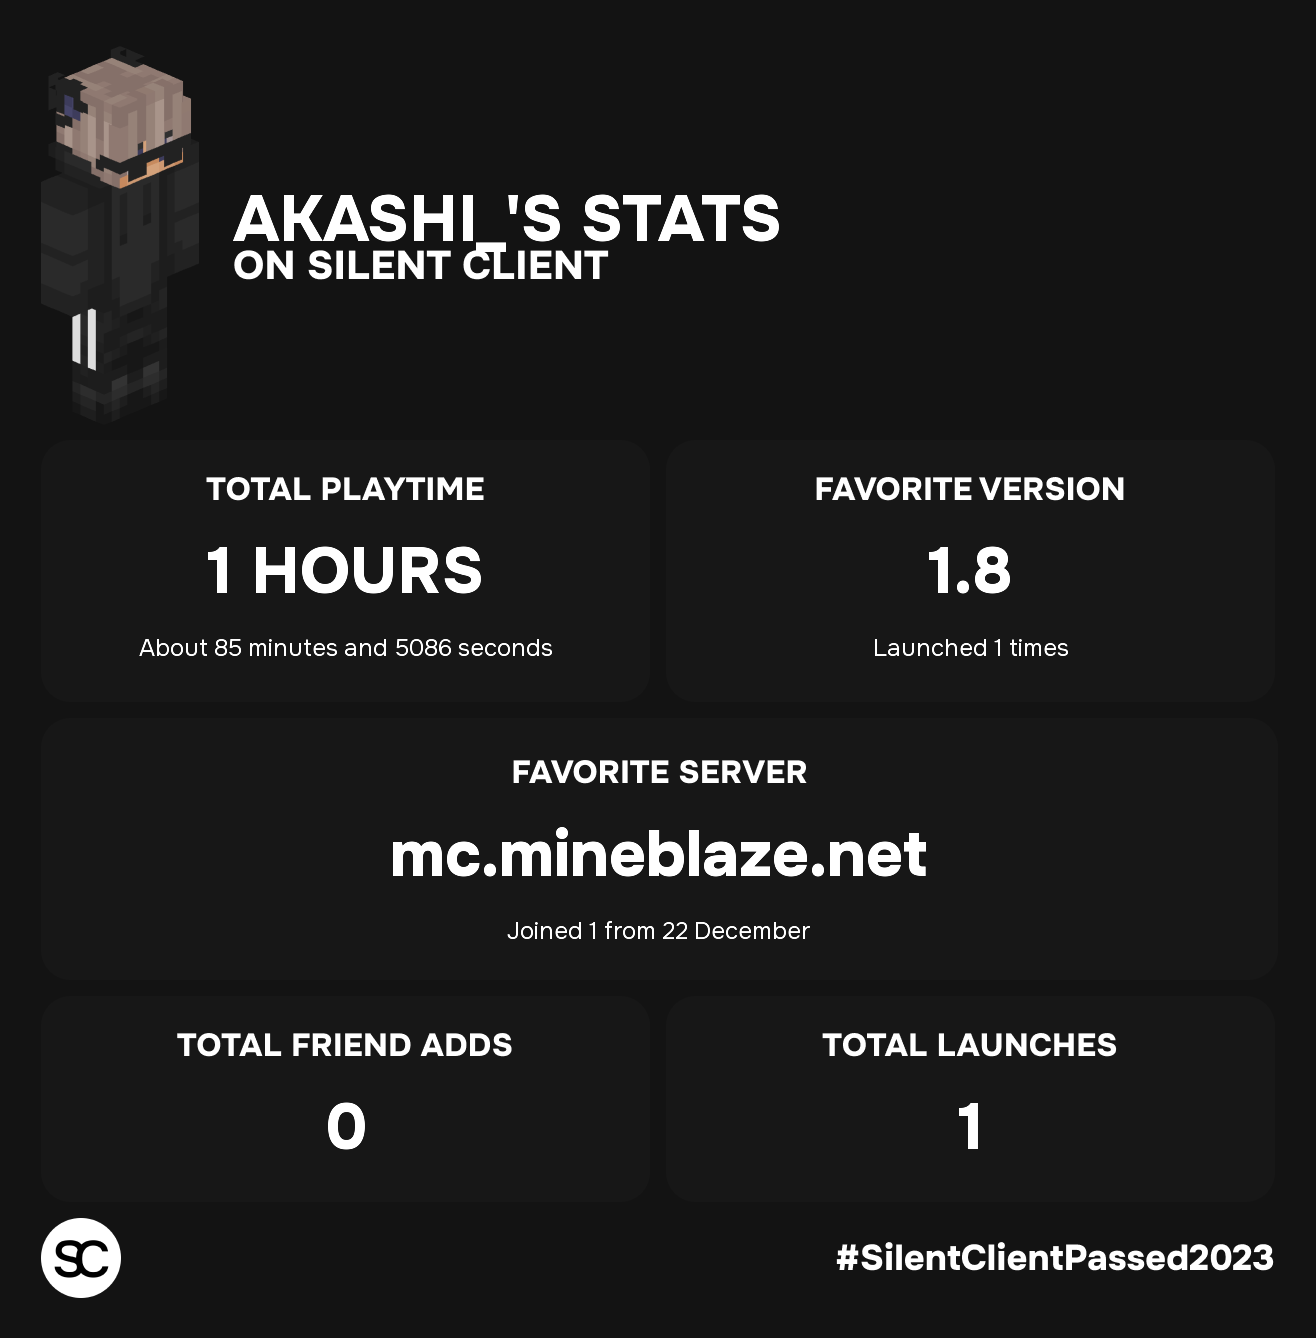 AKASHI_'S STATS
ON SILENT CLIENT
TOTAL PLAYTIME
1 HOURS
About 85 minutes and 5086 seconds
FAVORITE VERSION
1.8
Launched 1 times
FAVORITE SERVER
mc.mineblaze.net
Joined 1 from 22 December
TOTAL FRIEND ADDS
0
TOTAL LAUNCHES
1
SC
#SilentClientPassed2023